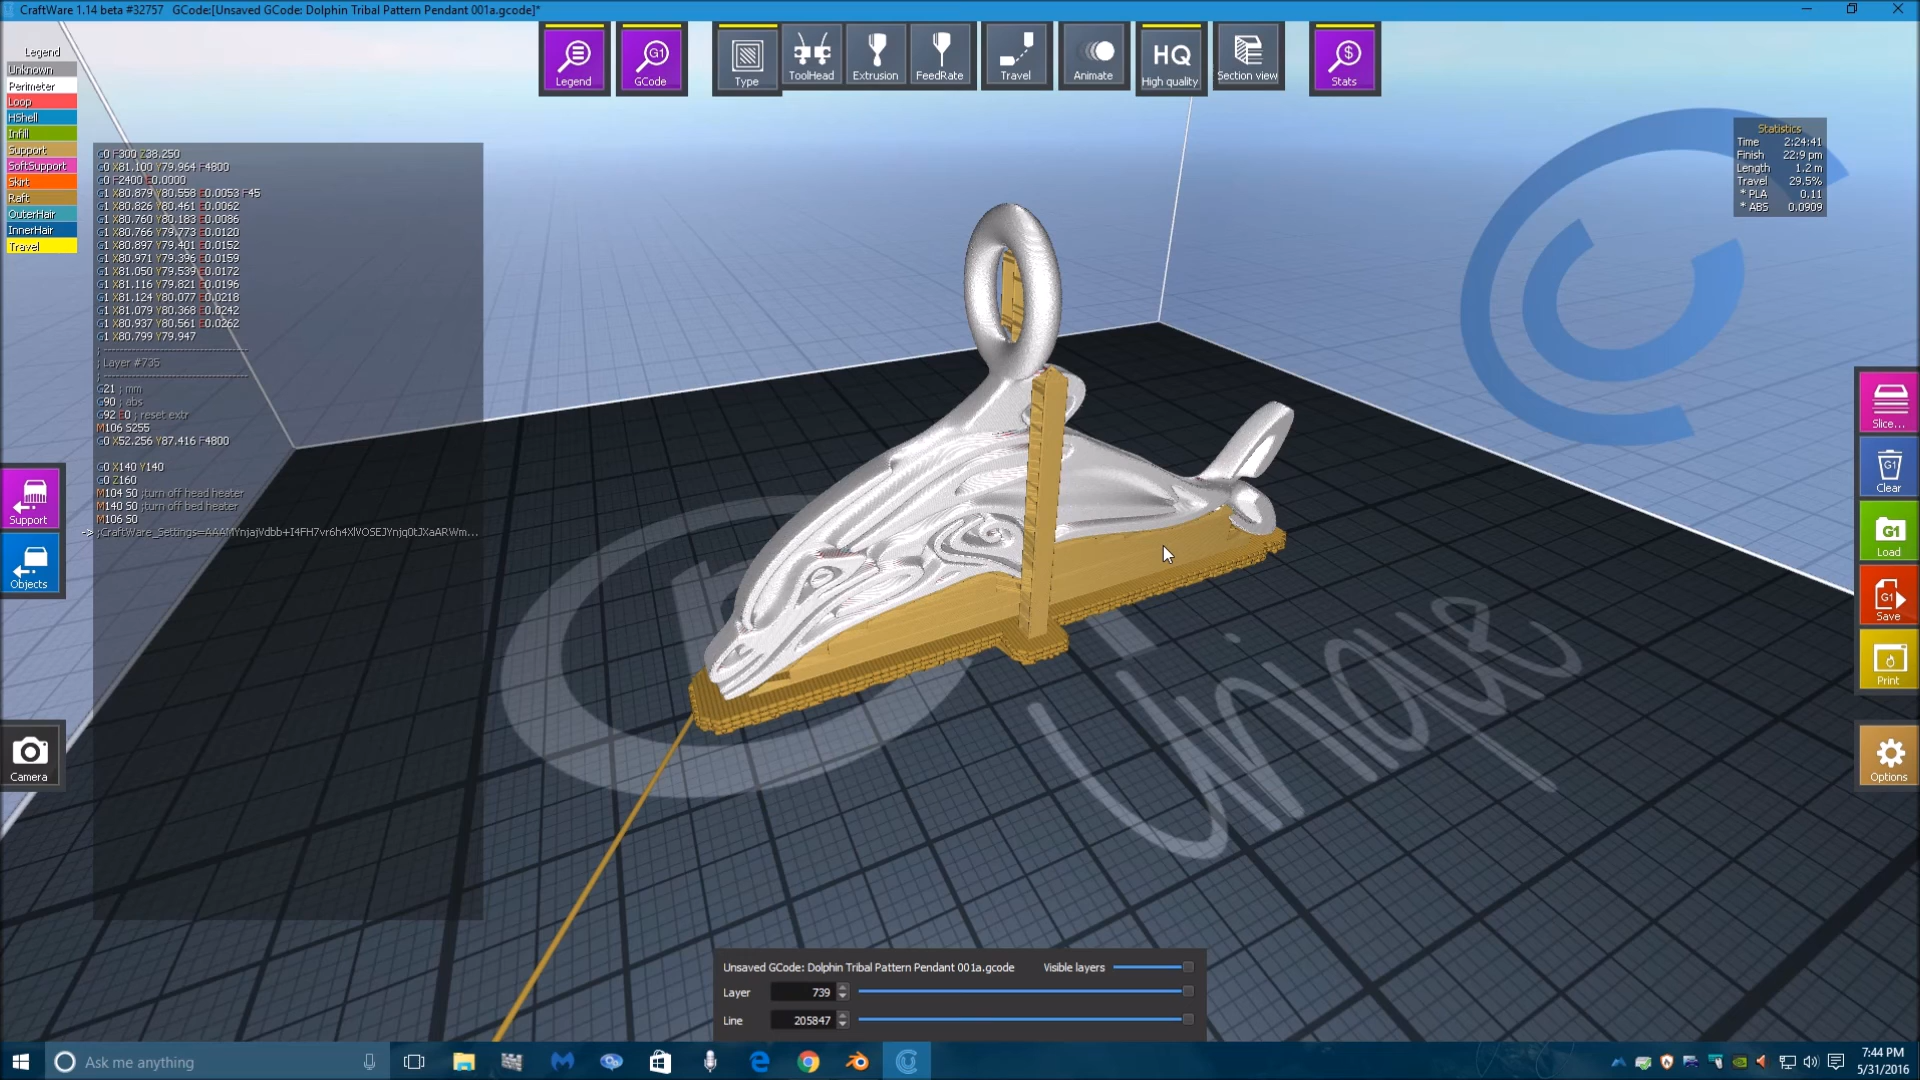 CraftWare 1.14 beta #32757 GCode:[Unsaved GCode: Dolphin Tribal Pattern Pendant 001a.gcode]*
Legend
GCode
Type
ToolHead
Extrusion
FeedRate
Travel
Animate
HQ
High quality
Section view
Stats
Legend
Unknown
Perimeter
Loop
HShell
Infill
Support
SoftSupport
Skirt
Raft
OuterHair
InnerHair
Travel
G0 F300 Z38.250
G0 X81.100 Y79.964 F4800
G0 F2400 E0.0000
G1 X80.879 Y80.558 E0.0053 F45
G1 X80.826 Y80.461 E0.0062
G1 X80.760 Y80.183 E0.0086
G1 X80.766 Y79.773 E0.0120
G1 X80.897 Y79.401 E0.0152
G1 X80.971 Y79.396 E0.0159
G1 X81.050 Y79.539 E0.0172
G1 X81.116 Y79.821 E0.0196
G1 X81.124 Y80.077 E0.0218
G1 X81.079 Y80.368 E0.0242
G1 X80.937 Y80.561 E0.0262
G1 X80.799 Y79.947
; Layer #735
G21 ; mm
G90 ; abs
G92 E0 ; reset extr
M106 S255
G0 X52.256 Y87.416 F4800
G0 X140 Y140
G0 Z160
M104 S0 ;turn off head heater
M140 S0 ;turn off bed heater
M106 S0
Statistics
Time 2:24:41
Finish 22:9 pm
Length 1.2 m
Travel 29.5%
* PLA 0.11
* ABS 0.0909
Support
Objects
Camera
Slice...
G1
Clear
G1
Load
G1
Save
Print
Options
Unique
Unsaved GCode: Dolphin Tribal Pattern Pendant 001a.gcode Visible layers
Layer 739
Line 205847
Ask me anything
7:44 PM
5/31/2016